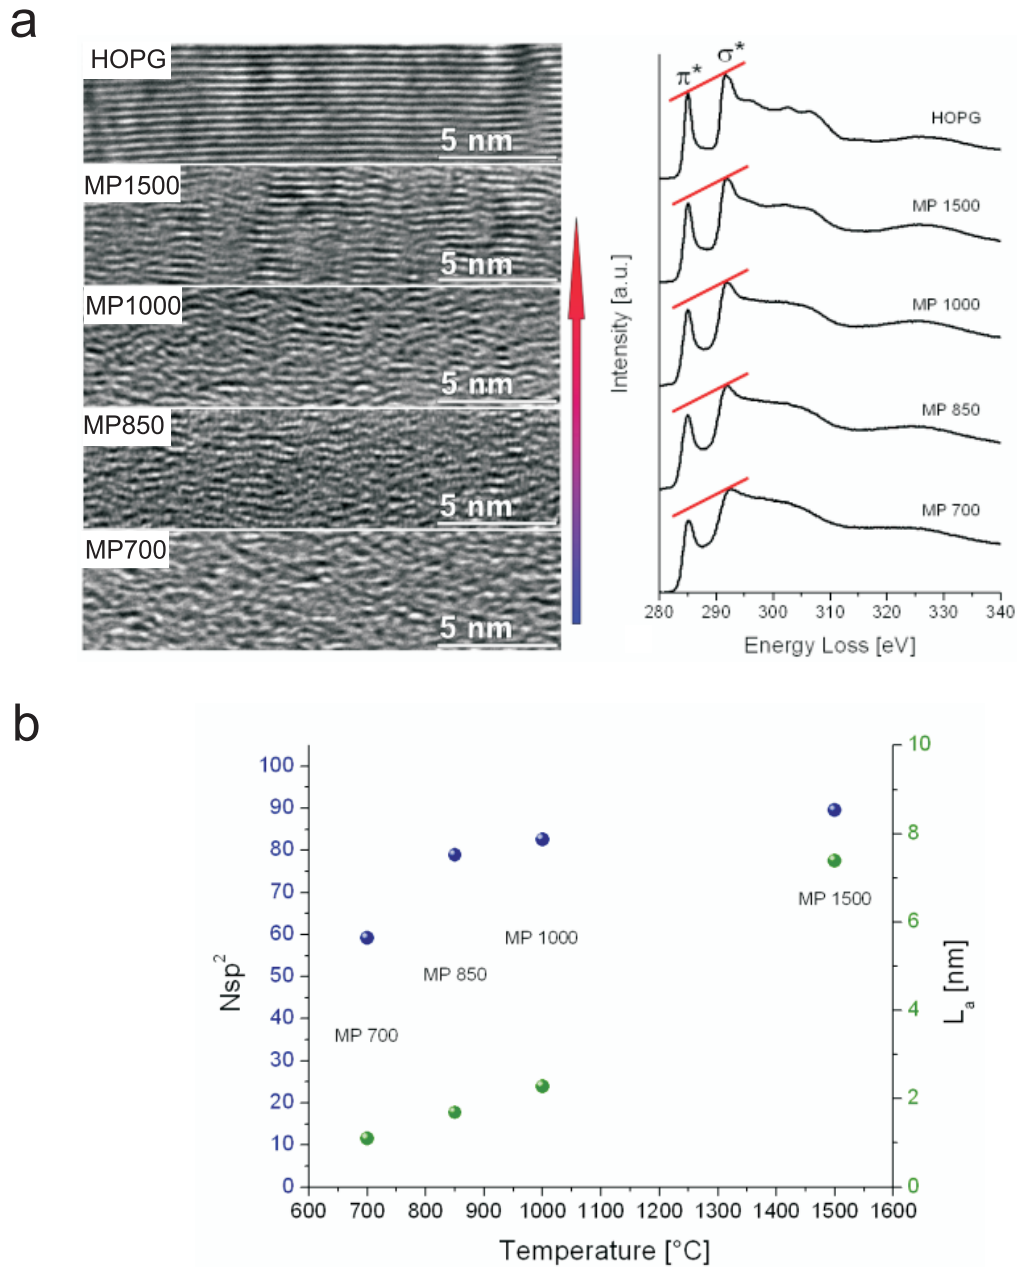 a
HOPG
5 nm
MP1500
5 nm
MP1000
5 nm
MP850
5 nm
MP700
5 nm
π* σ*
HOPG
MP 1500
MP 1000
MP 850
MP 700
Intensity [a.u.]
280 290 300 310 320 330 340
Energy Loss [eV]
b
100
90
80
70
60
50
40
30
20
10
0
Nsp²
MP 700
MP 850
MP 1000
MP 1500
10
8
6
4
2
0
Lₐ [nm]
600 700 800 900 1000 1100 1200 1300 1400 1500 1600
Temperature [°C]